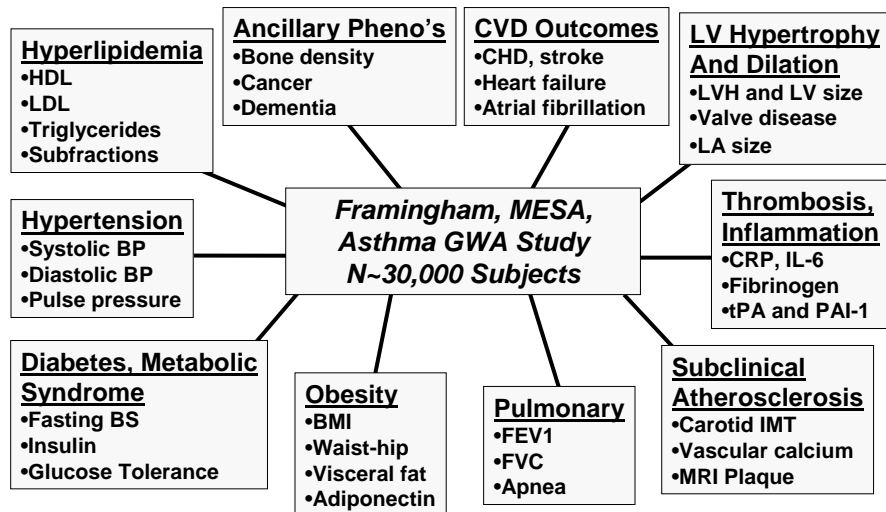 Hyperlipidemia
•HDL
•LDL
•Triglycerides
•Subfractions
Ancillary Pheno's
•Bone density
•Cancer
•Dementia
CVD Outcomes
•CHD, stroke
•Heart failure
•Atrial fibrillation
LV Hypertrophy
And Dilation
•LVH and LV size
•Valve disease
•LA size
Hypertension
•Systolic BP
•Diastolic BP
•Pulse pressure
Framingham, MESA,
Asthma GWA Study
N~30,000 Subjects
Thrombosis,
Inflammation
•CRP, IL-6
•Fibrinogen
•tPA and PAI-1
Diabetes, Metabolic
Syndrome
•Fasting BS
•Insulin
•Glucose Tolerance
Obesity
•BMI
•Waist-hip
•Visceral fat
•Adiponectin
Pulmonary
•FEV1
•FVC
•Apnea
Subclinical
Atherosclerosis
•Carotid IMT
•Vascular calcium
•MRI Plaque